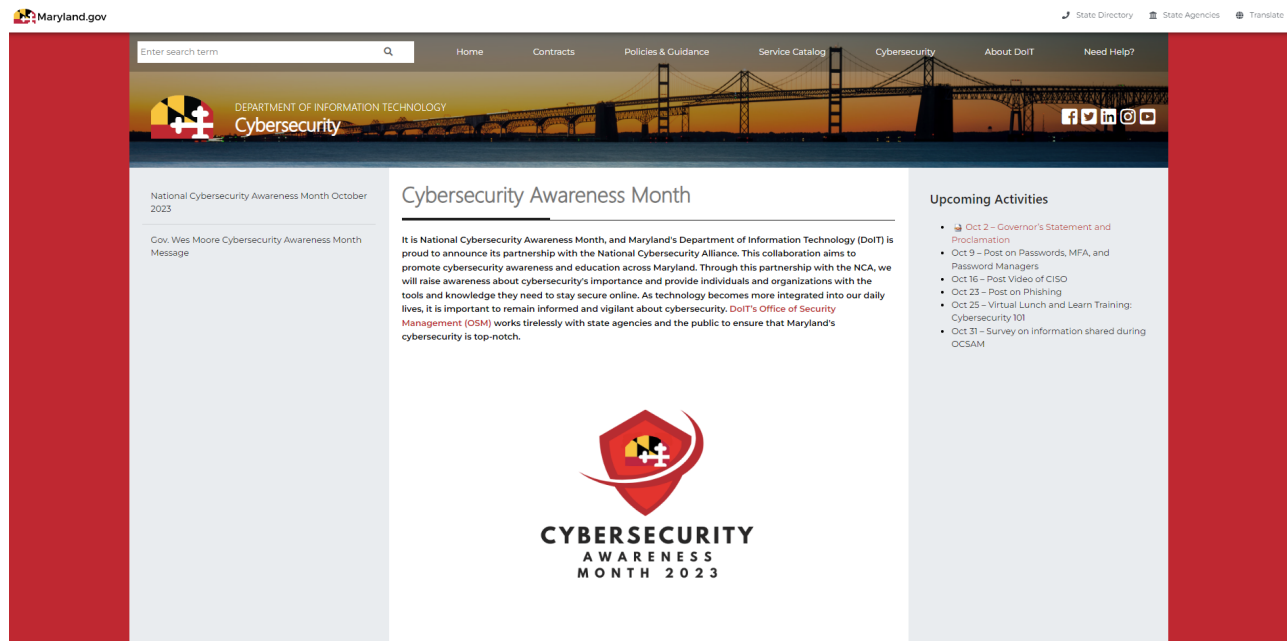 Maryland.gov
State Directory
State Agencies
Translate
Enter search term
Home
Contracts
Policies & Guidance
Service Catalog
Cybersecurity
About DoIT
Need Help?
DEPARTMENT OF INFORMATION TECHNOLOGY
Cybersecurity
National Cybersecurity Awareness Month October
2023
Gov. Wes Moore Cybersecurity Awareness Month
Message
Cybersecurity Awareness Month
It is National Cybersecurity Awareness Month, and Maryland's Department of Information Technology (DoIT) is
proud to announce its partnership with the National Cybersecurity Alliance. This collaboration aims to
promote cybersecurity awareness and education across Maryland. Through this partnership with the NCA, we
will raise awareness about cybersecurity's importance and provide individuals and organizations with the
tools and knowledge they need to stay secure online. As technology becomes more integrated into our daily
lives, it is important to remain informed and vigilant about cybersecurity. DoIT's Office of Security
Management (OSM) works tirelessly with state agencies and the public to ensure that Maryland's
cybersecurity is top-notch.
CYBERSECURITY
AWARENESS
MONTH 2023
Upcoming Activities
Oct 2 – Governor's Statement and
Proclamation
Oct 9 – Post on Passwords, MFA, and
Password Managers
Oct 16 – Post Video of CISO
Oct 23 – Post on Phishing
Oct 25 – Virtual Lunch and Learn Training:
Cybersecurity 101
Oct 31 – Survey on information shared during
OCSAM